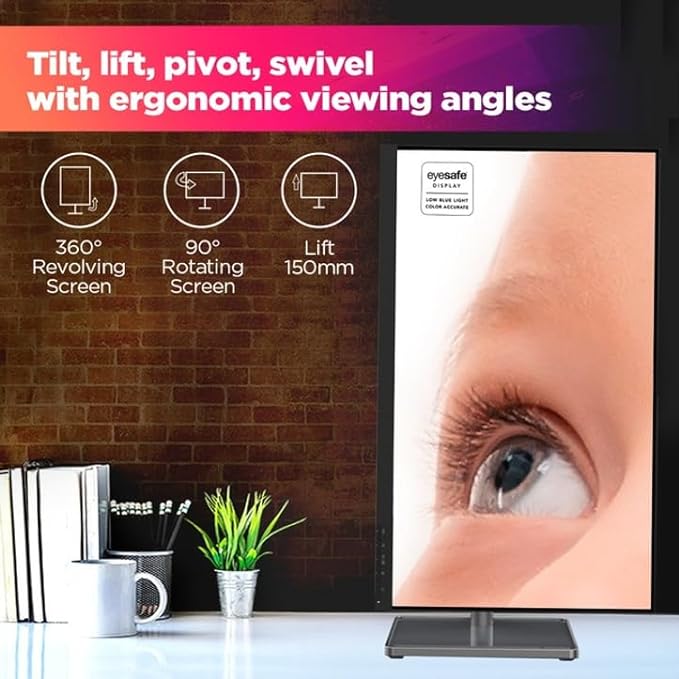 Tilt, lift, pivot, swivel
with ergonomic viewing angles
eyesafe®
DISPLAY
LOW BLUE LIGHT
COLOR ACCURATE
360°
Revolving
Screen
90°
Rotating
Screen
Lift
150mm